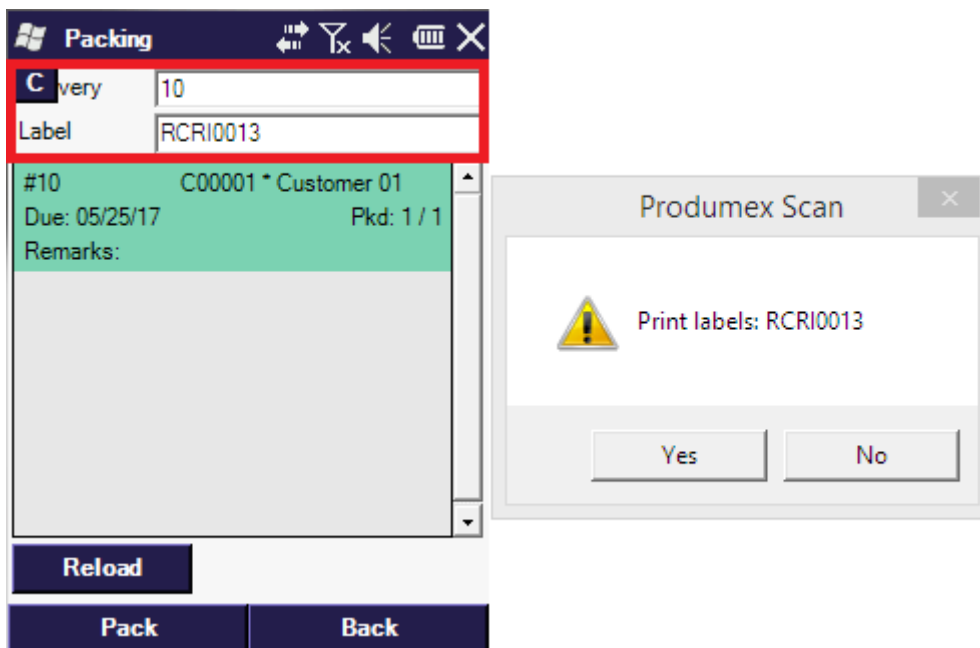 Packing
C very 10
Label RCRI0013
#10 C00001 * Customer 01
Due: 05/25/17 Pkd: 1 / 1
Remarks:
Reload
Pack Back
Produmex Scan
Print labels: RCRI0013
Yes No